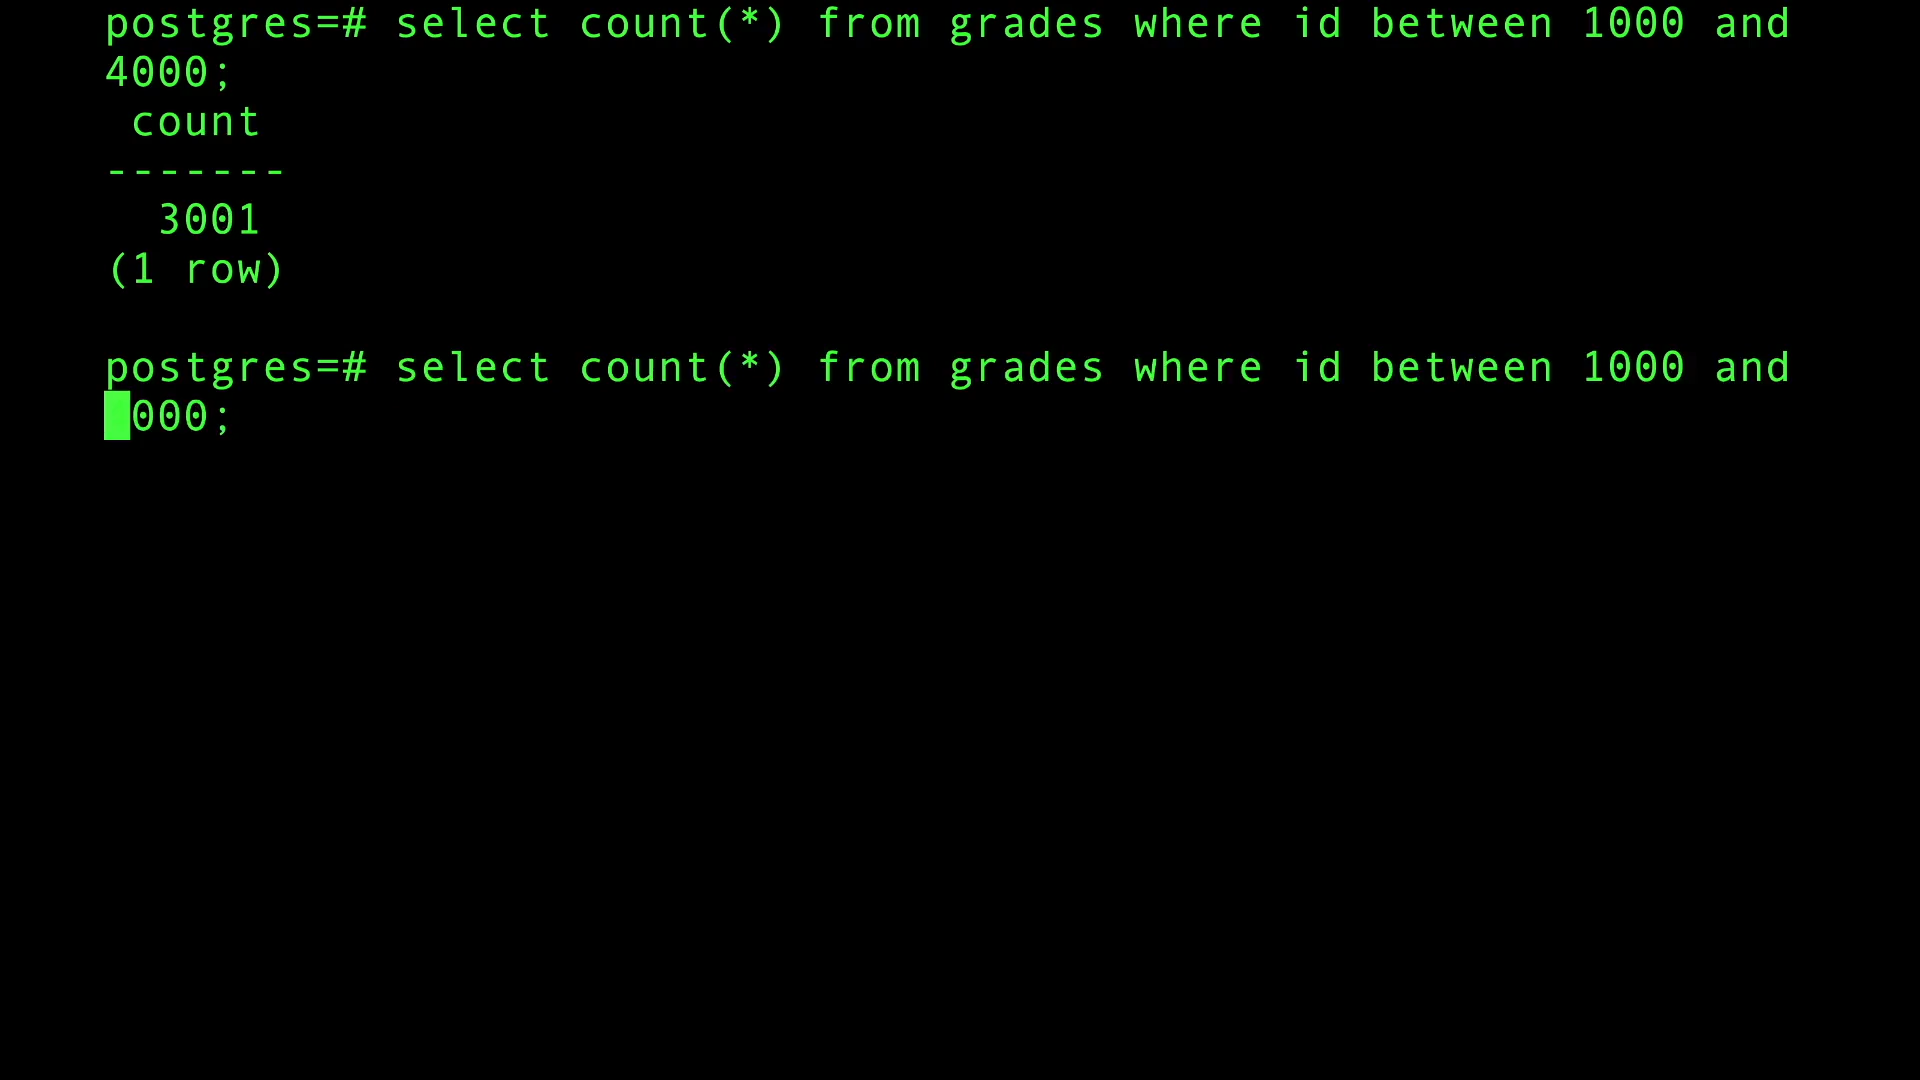 postgres=# select count(*) from grades where id between 1000 and
4000;
 count
-------
  3001
(1 row)

postgres=# select count(*) from grades where id between 1000 and
000;